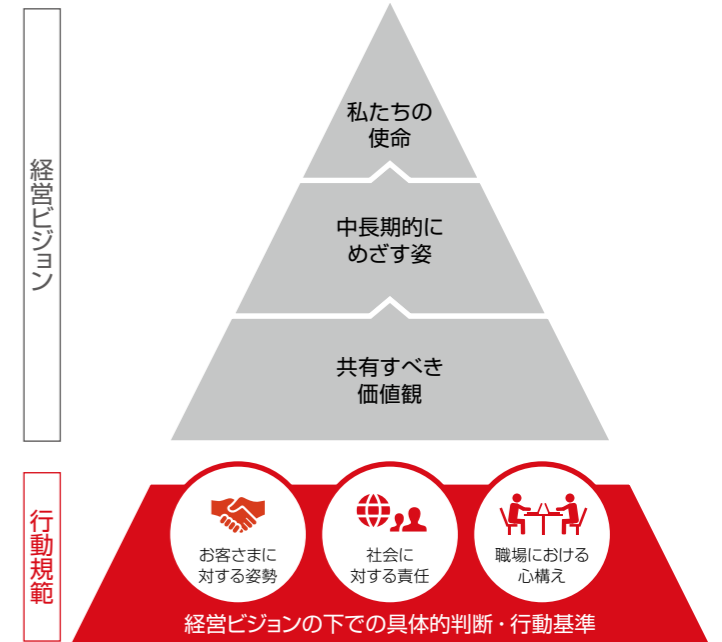 経営ビジョン
私たちの
使命
中長期的に
めざす姿
共有すべき
価値観
行動規範
お客さまに
対する姿勢
社会に
対する責任
職場における
心構え
経営ビジョンの下での具体的判断・行動基準